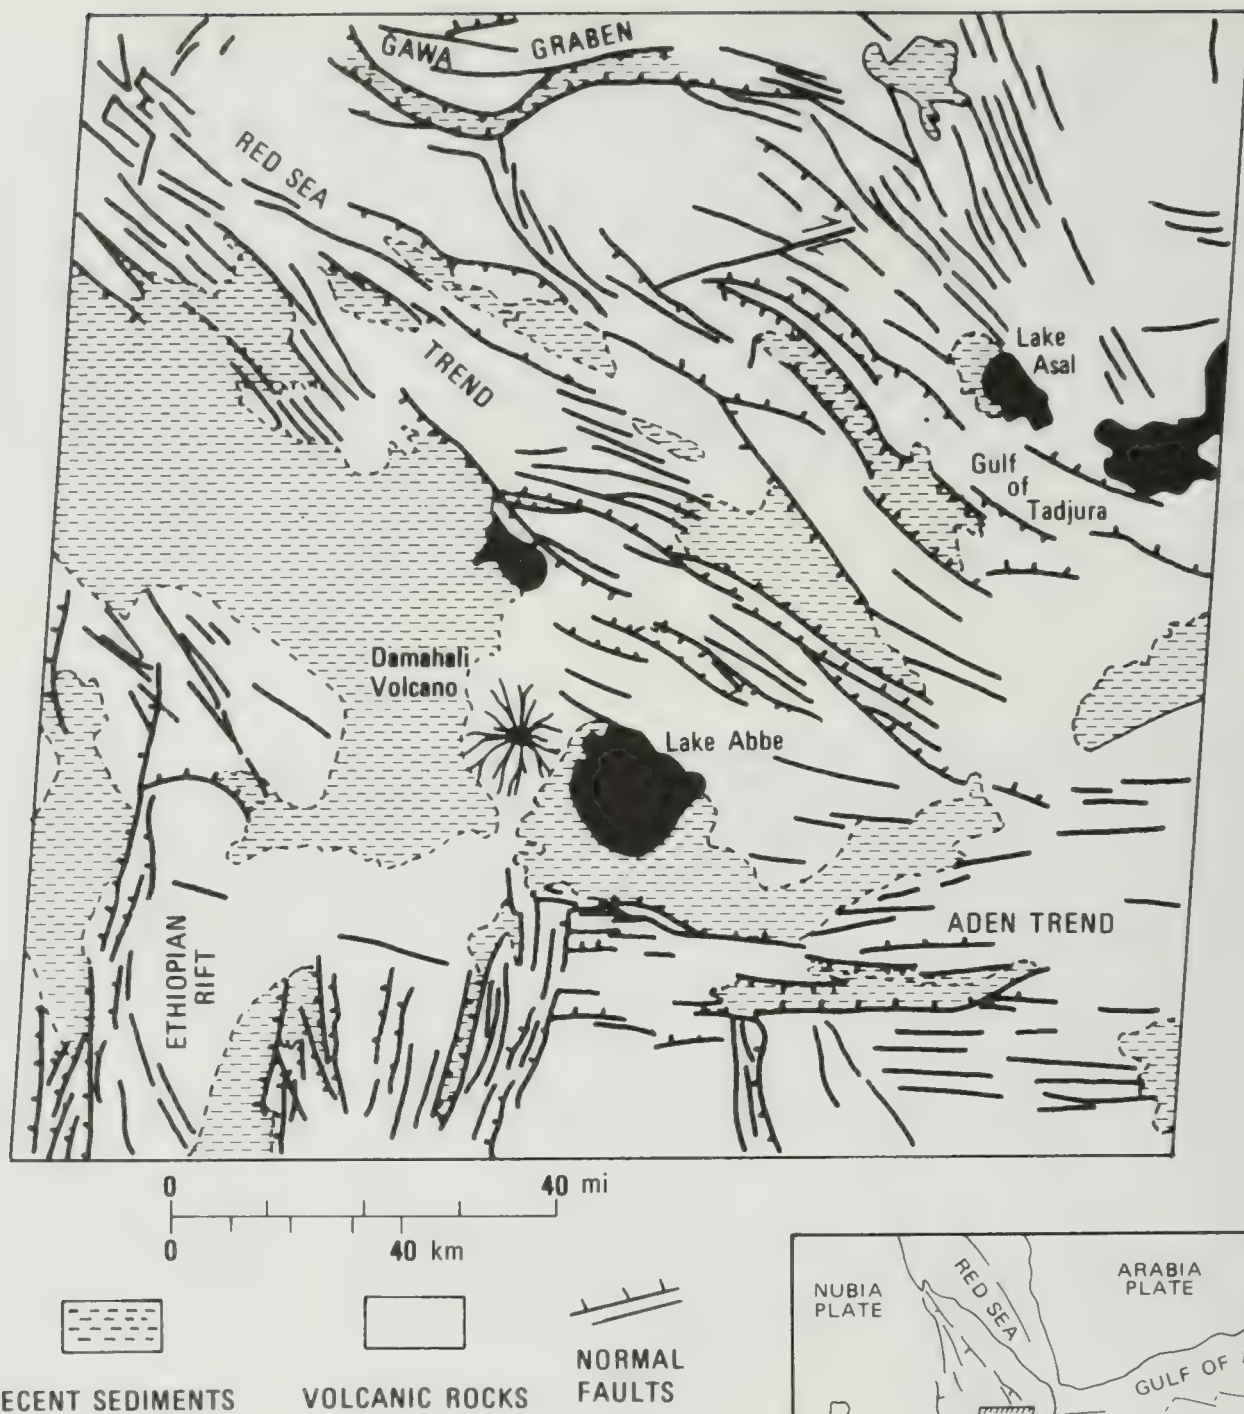 GAWA GRABEN
RED SEA
TREND
Lake
Asal
Gulf
of
Tadjura
Damahali
Volcano
Lake Abbe
ETHIOPIAN
RIFT
ADEN TREND
0 40 mi
0 40 km
ECENT SEDIMENTS
VOLCANIC ROCKS
NORMAL
FAULTS
NUBIA
PLATE
RED SEA
ARABIA
PLATE
GULF OF